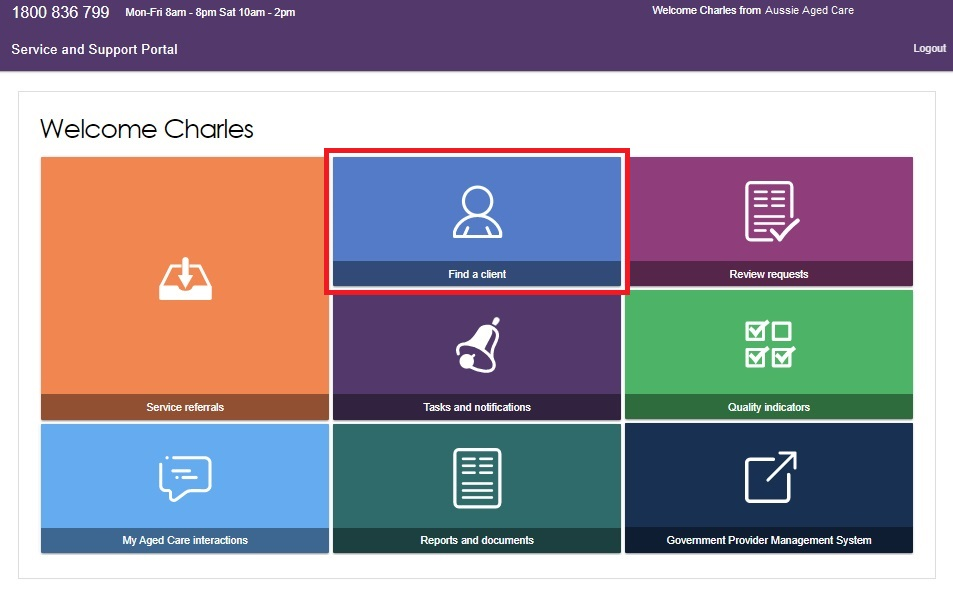 1800 836 799 Mon-Fri 8am - 8pm Sat 10am - 2pm Welcome Charles from Aussie Aged Care
Service and Support Portal Logout
Welcome Charles
Find a client Review requests
Service referrals Tasks and notifications Quality indicators
My Aged Care interactions Reports and documents Government Provider Management System